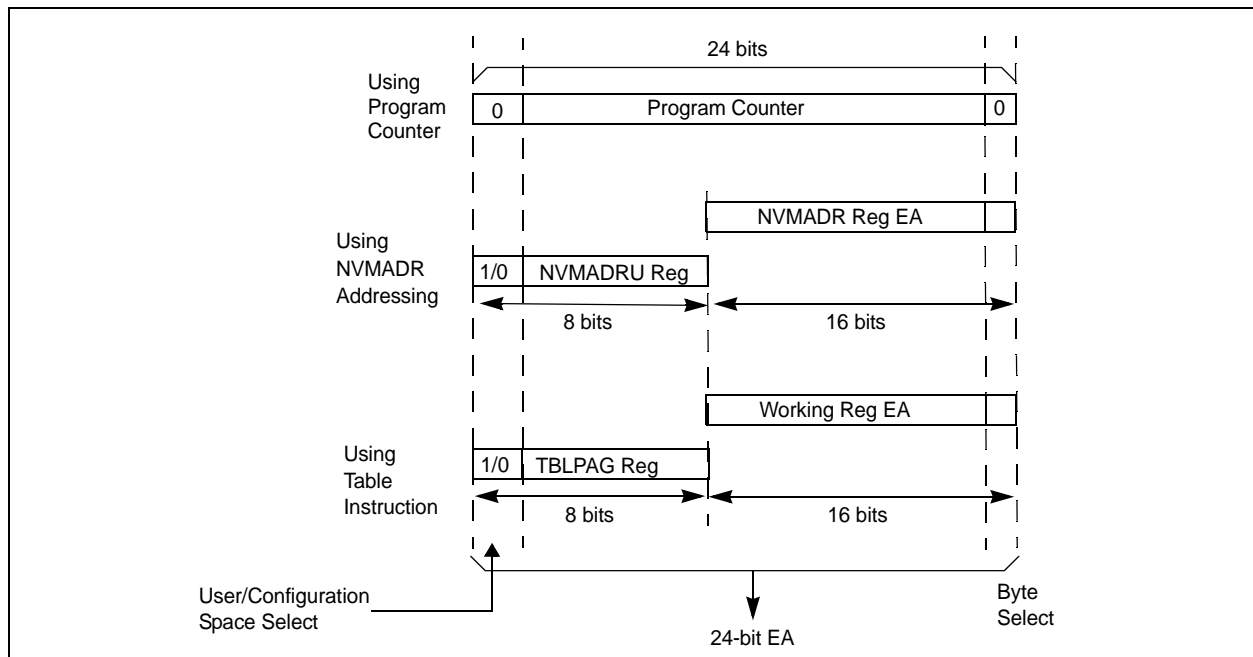 24 bits
Using
Program
Counter
0
Program Counter
0
NVMADR Reg EA
Using
NVMADR
Addressing
1/0
NVMADRU Reg
8 bits
16 bits
Working Reg EA
Using
Table
Instruction
1/0
TBLPAG Reg
8 bits
16 bits
User/Configuration
Space Select
24-bit EA
Byte
Select